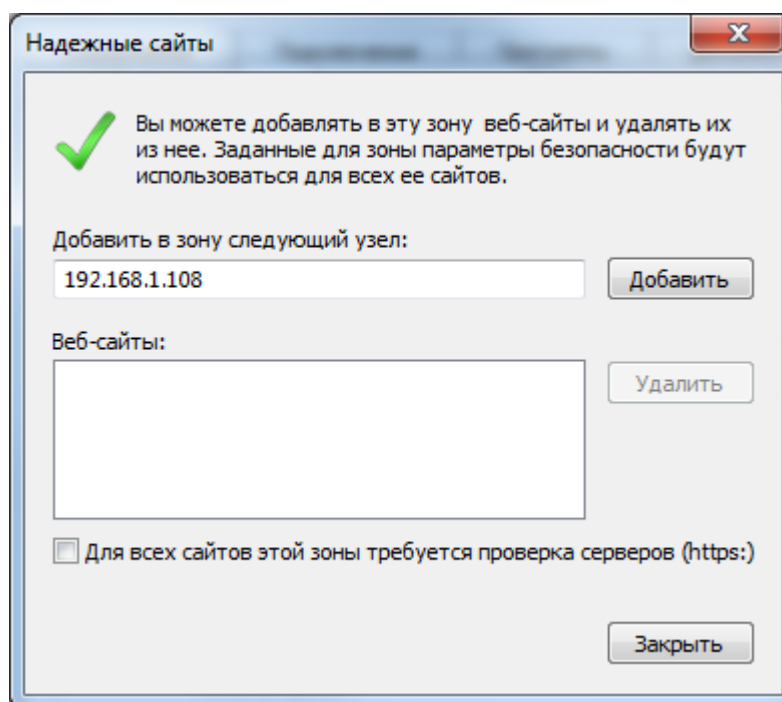 Надежные сайты
Вы можете добавлять в эту зону веб-сайты и удалять их
из нее. Заданные для зоны параметры безопасности будут
использоваться для всех ее сайтов.
Добавить в зону следующий узел:
192.168.1.108
Добавить
Веб-сайты:
Удалить
Для всех сайтов этой зоны требуется проверка серверов (https:)
Закрыть